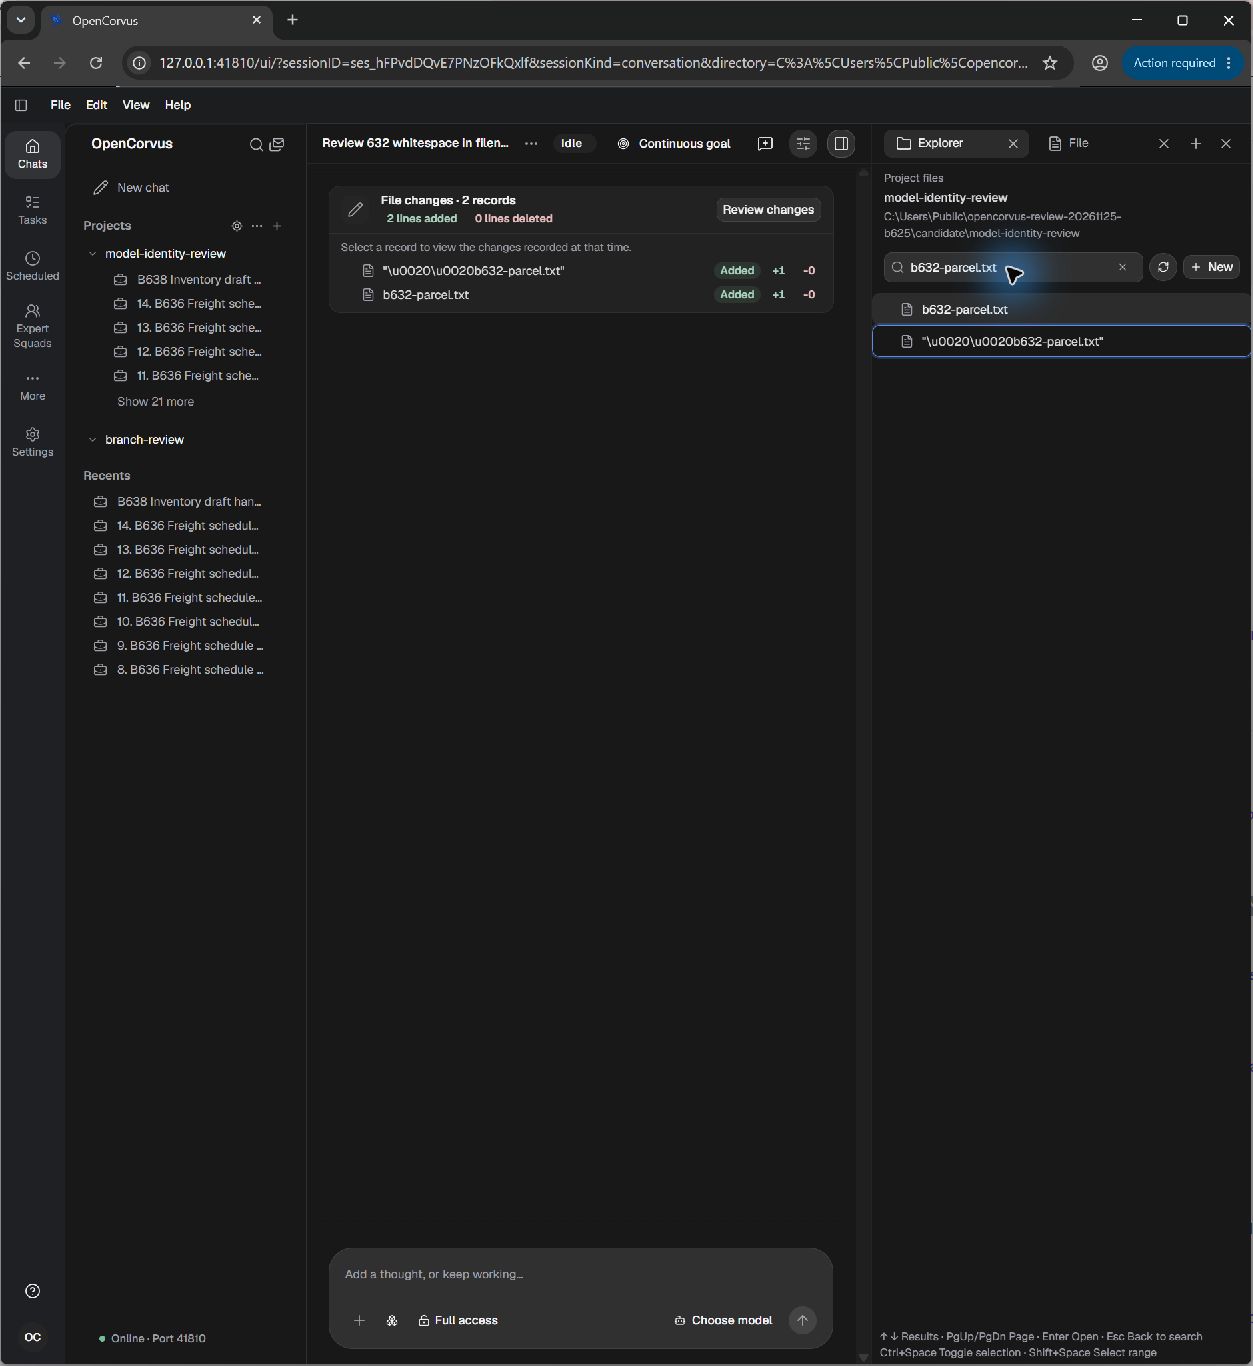 OpenCorvus
127.0.0.1:41810/ui/?sessionID=ses_hFPvdDQvE7PNzOFkQxlf&sessionKind=conversation&directory=C%3A%5CUsers%5CPublic%5Copencor...
Action required
File Edit View Help
Chats
Tasks
Scheduled
Expert
Squads
More
Settings
OC
OpenCorvus
New chat
Projects
model-identity-review
B638 Inventory draft ...
14. B636 Freight sche...
13. B636 Freight sche...
12. B636 Freight sche...
11. B636 Freight sche...
Show 21 more
branch-review
Recents
B638 Inventory draft han...
14. B636 Freight schedul...
13. B636 Freight schedul...
12. B636 Freight schedul...
11. B636 Freight schedule...
10. B636 Freight schedul...
9. B636 Freight schedule ...
8. B636 Freight schedule ...
Online · Port 41810
Review 632 whitespace in filen... ... Idle Continuous goal
File changes · 2 records
2 lines added 0 lines deleted
Review changes
Select a record to view the changes recorded at that time.
"\u0020\u0020b632-parcel.txt" Added +1 -0
b632-parcel.txt Added +1 -0
Add a thought, or keep working...
Full access Choose model
Explorer File
Project files
model-identity-review
C:\Users\Public\opencorvus-review-20261125-
b625\candidate\model-identity-review
b632-parcel.txt
New
b632-parcel.txt
"\u0020\u0020b632-parcel.txt"
↑ ↓ Results · PgUp/PgDn Page · Enter Open · Esc Back to search
Ctrl+Space Toggle selection · Shift+Space Select range